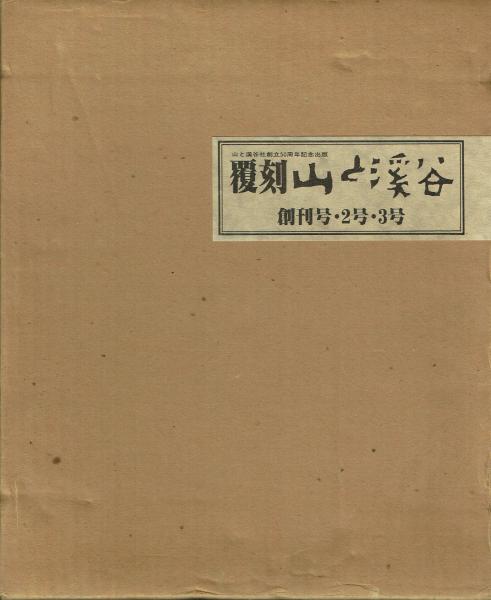 山と溪谷社創立50周年記念出版
覆刻 山と溪谷
創刊号・2号・3号